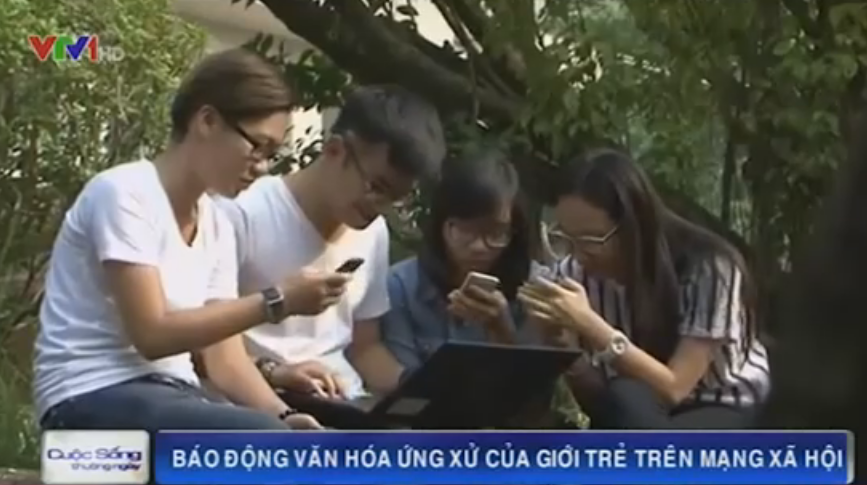 VTV1 HD
Cuộc Sống
thường ngày
BÁO ĐỘNG VĂN HÓA ỨNG XỬ CỦA GIỚI TRẺ TRÊN MẠNG XÃ HỘI